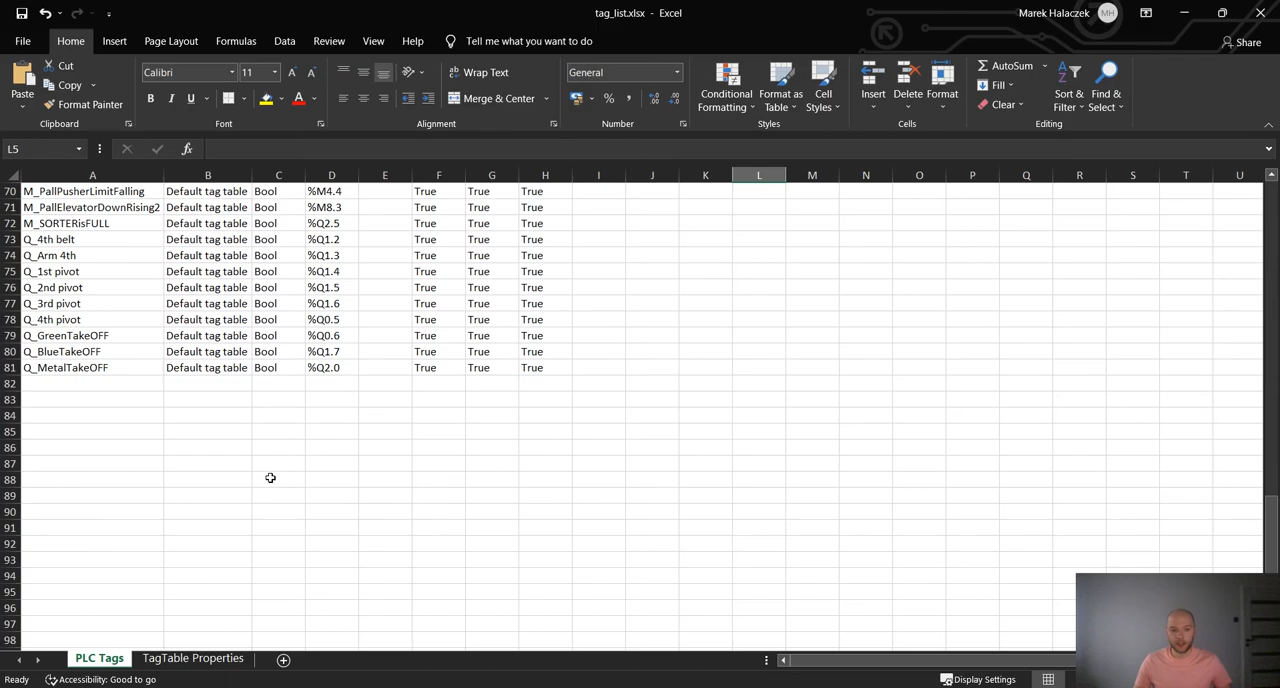 tag_list.xlsx - Excel
Marek Halaczek MH
File Home Insert Page Layout Formulas Data Review View Help Tell me what you want to do Share
Paste Cut Copy Format Painter Clipboard
Calibri 11 B I U A Font
Wrap Text Merge & Center Alignment
General % , Number
Conditional Formatting Format as Table Cell Styles Styles
Insert Delete Format Cells
AutoSum Fill Clear Sort & Filter Find & Select Editing
L5 fx
A B C D E F G H I J K L M N O P Q R S T U
70 M_PallPusherLimitFalling Default tag table Bool %M4.4 True True True
71 M_PallElevatorDownRising2 Default tag table Bool %M8.3 True True True
72 M_SORTERisFULL Default tag table Bool %Q2.5 True True True
73 Q_4th belt Default tag table Bool %Q1.2 True True True
74 Q_Arm 4th Default tag table Bool %Q1.3 True True True
75 Q_1st pivot Default tag table Bool %Q1.4 True True True
76 Q_2nd pivot Default tag table Bool %Q1.5 True True True
77 Q_3rd pivot Default tag table Bool %Q1.6 True True True
78 Q_4th pivot Default tag table Bool %Q0.5 True True True
79 Q_GreenTakeOFF Default tag table Bool %Q0.6 True True True
80 Q_BlueTakeOFF Default tag table Bool %Q1.7 True True True
81 Q_MetalTakeOFF Default tag table Bool %Q2.0 True True True
82
83
84
85
86
87
88
89
90
91
92
93
94
95
96
97
98
PLC Tags TagTable Properties
Ready Accessibility: Good to go Display Settings